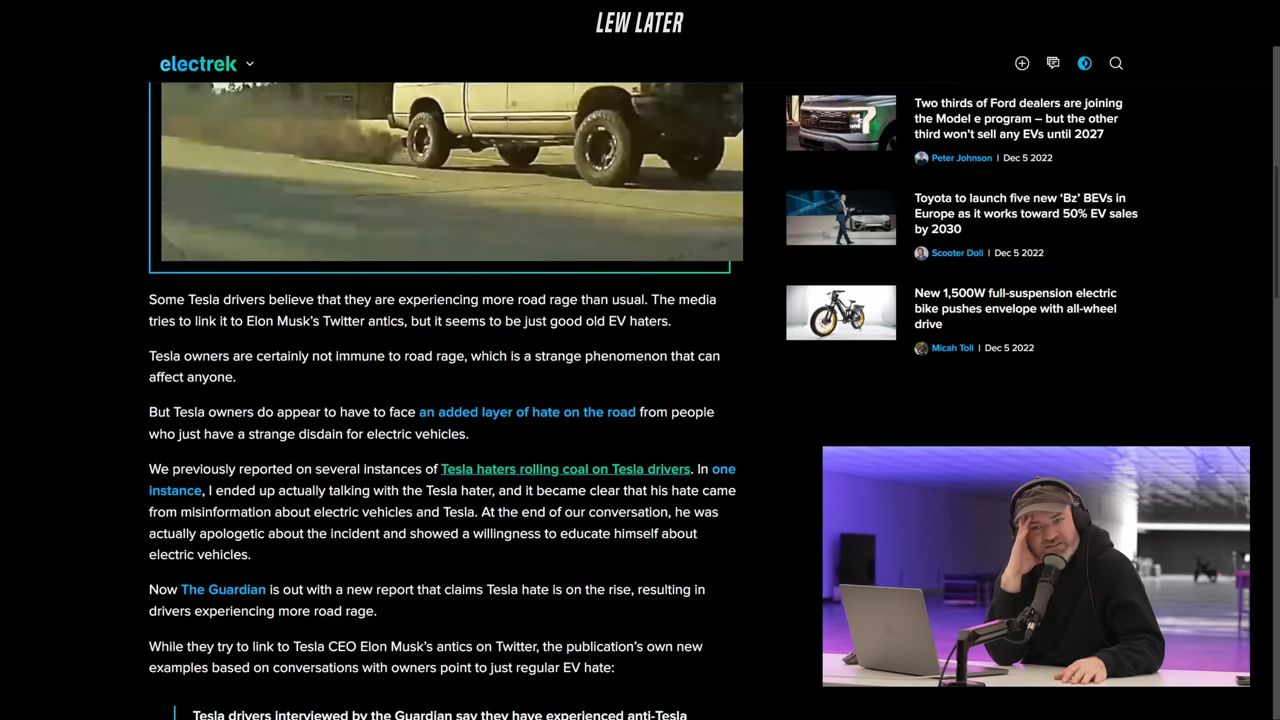 LEW LATER
electrek
Some Tesla drivers believe that they are experiencing more road rage than usual. The media
tries to link it to Elon Musk’s Twitter antics, but it seems to be just good old EV haters.
Tesla owners are certainly not immune to road rage, which is a strange phenomenon that can
affect anyone.
But Tesla owners do appear to have to face an added layer of hate on the road from people
who just have a strange disdain for electric vehicles.
We previously reported on several instances of Tesla haters rolling coal on Tesla drivers. In one
instance, I ended up actually talking with the Tesla hater, and it became clear that his hate came
from misinformation about electric vehicles and Tesla. At the end of our conversation, he was
actually apologetic about the incident and showed a willingness to educate himself about
electric vehicles.
Now The Guardian is out with a new report that claims Tesla hate is on the rise, resulting in
drivers experiencing more road rage.
While they try to link to Tesla CEO Elon Musk’s antics on Twitter, the publication’s own new
examples based on conversations with owners point to just regular EV hate:
Tesla drivers interviewed by the Guardian say they have experienced anti-Tesla
Two thirds of Ford dealers are joining
the Model e program – but the other
third won’t sell any EVs until 2027
Peter Johnson | Dec 5 2022
Toyota to launch five new ‘Bz’ BEVs in
Europe as it works toward 50% EV sales
by 2030
Scooter Doll | Dec 5 2022
New 1,500W full-suspension electric
bike pushes envelope with all-wheel
drive
Micah Toll | Dec 5 2022